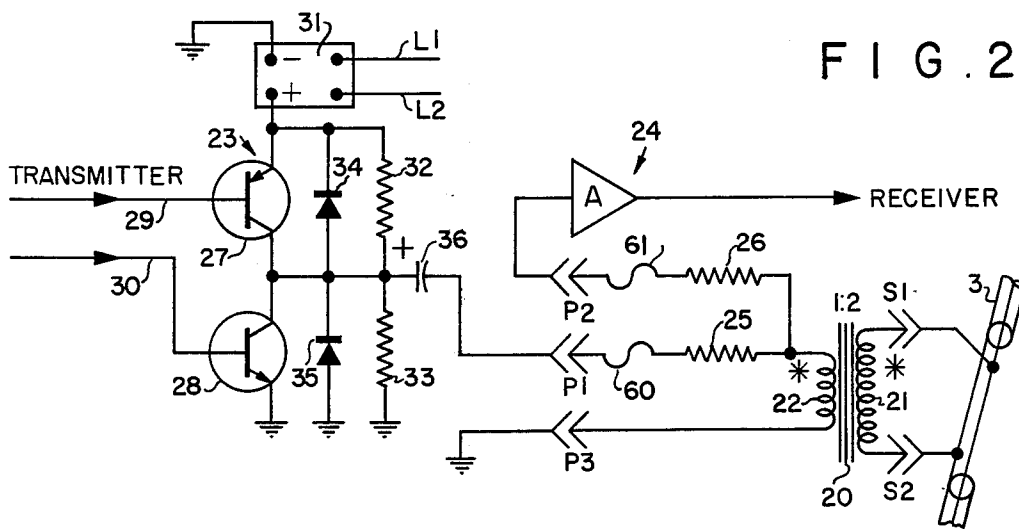 31
L1
FIG.2
-
+
L2
23
34
32
24
TRANSMITTER
A
RECEIVER
29
27
+
36
61
26
30
P2
25
1:2
S1
3
28
35
33
P1
60
*
22
*
21
P3
20
S2